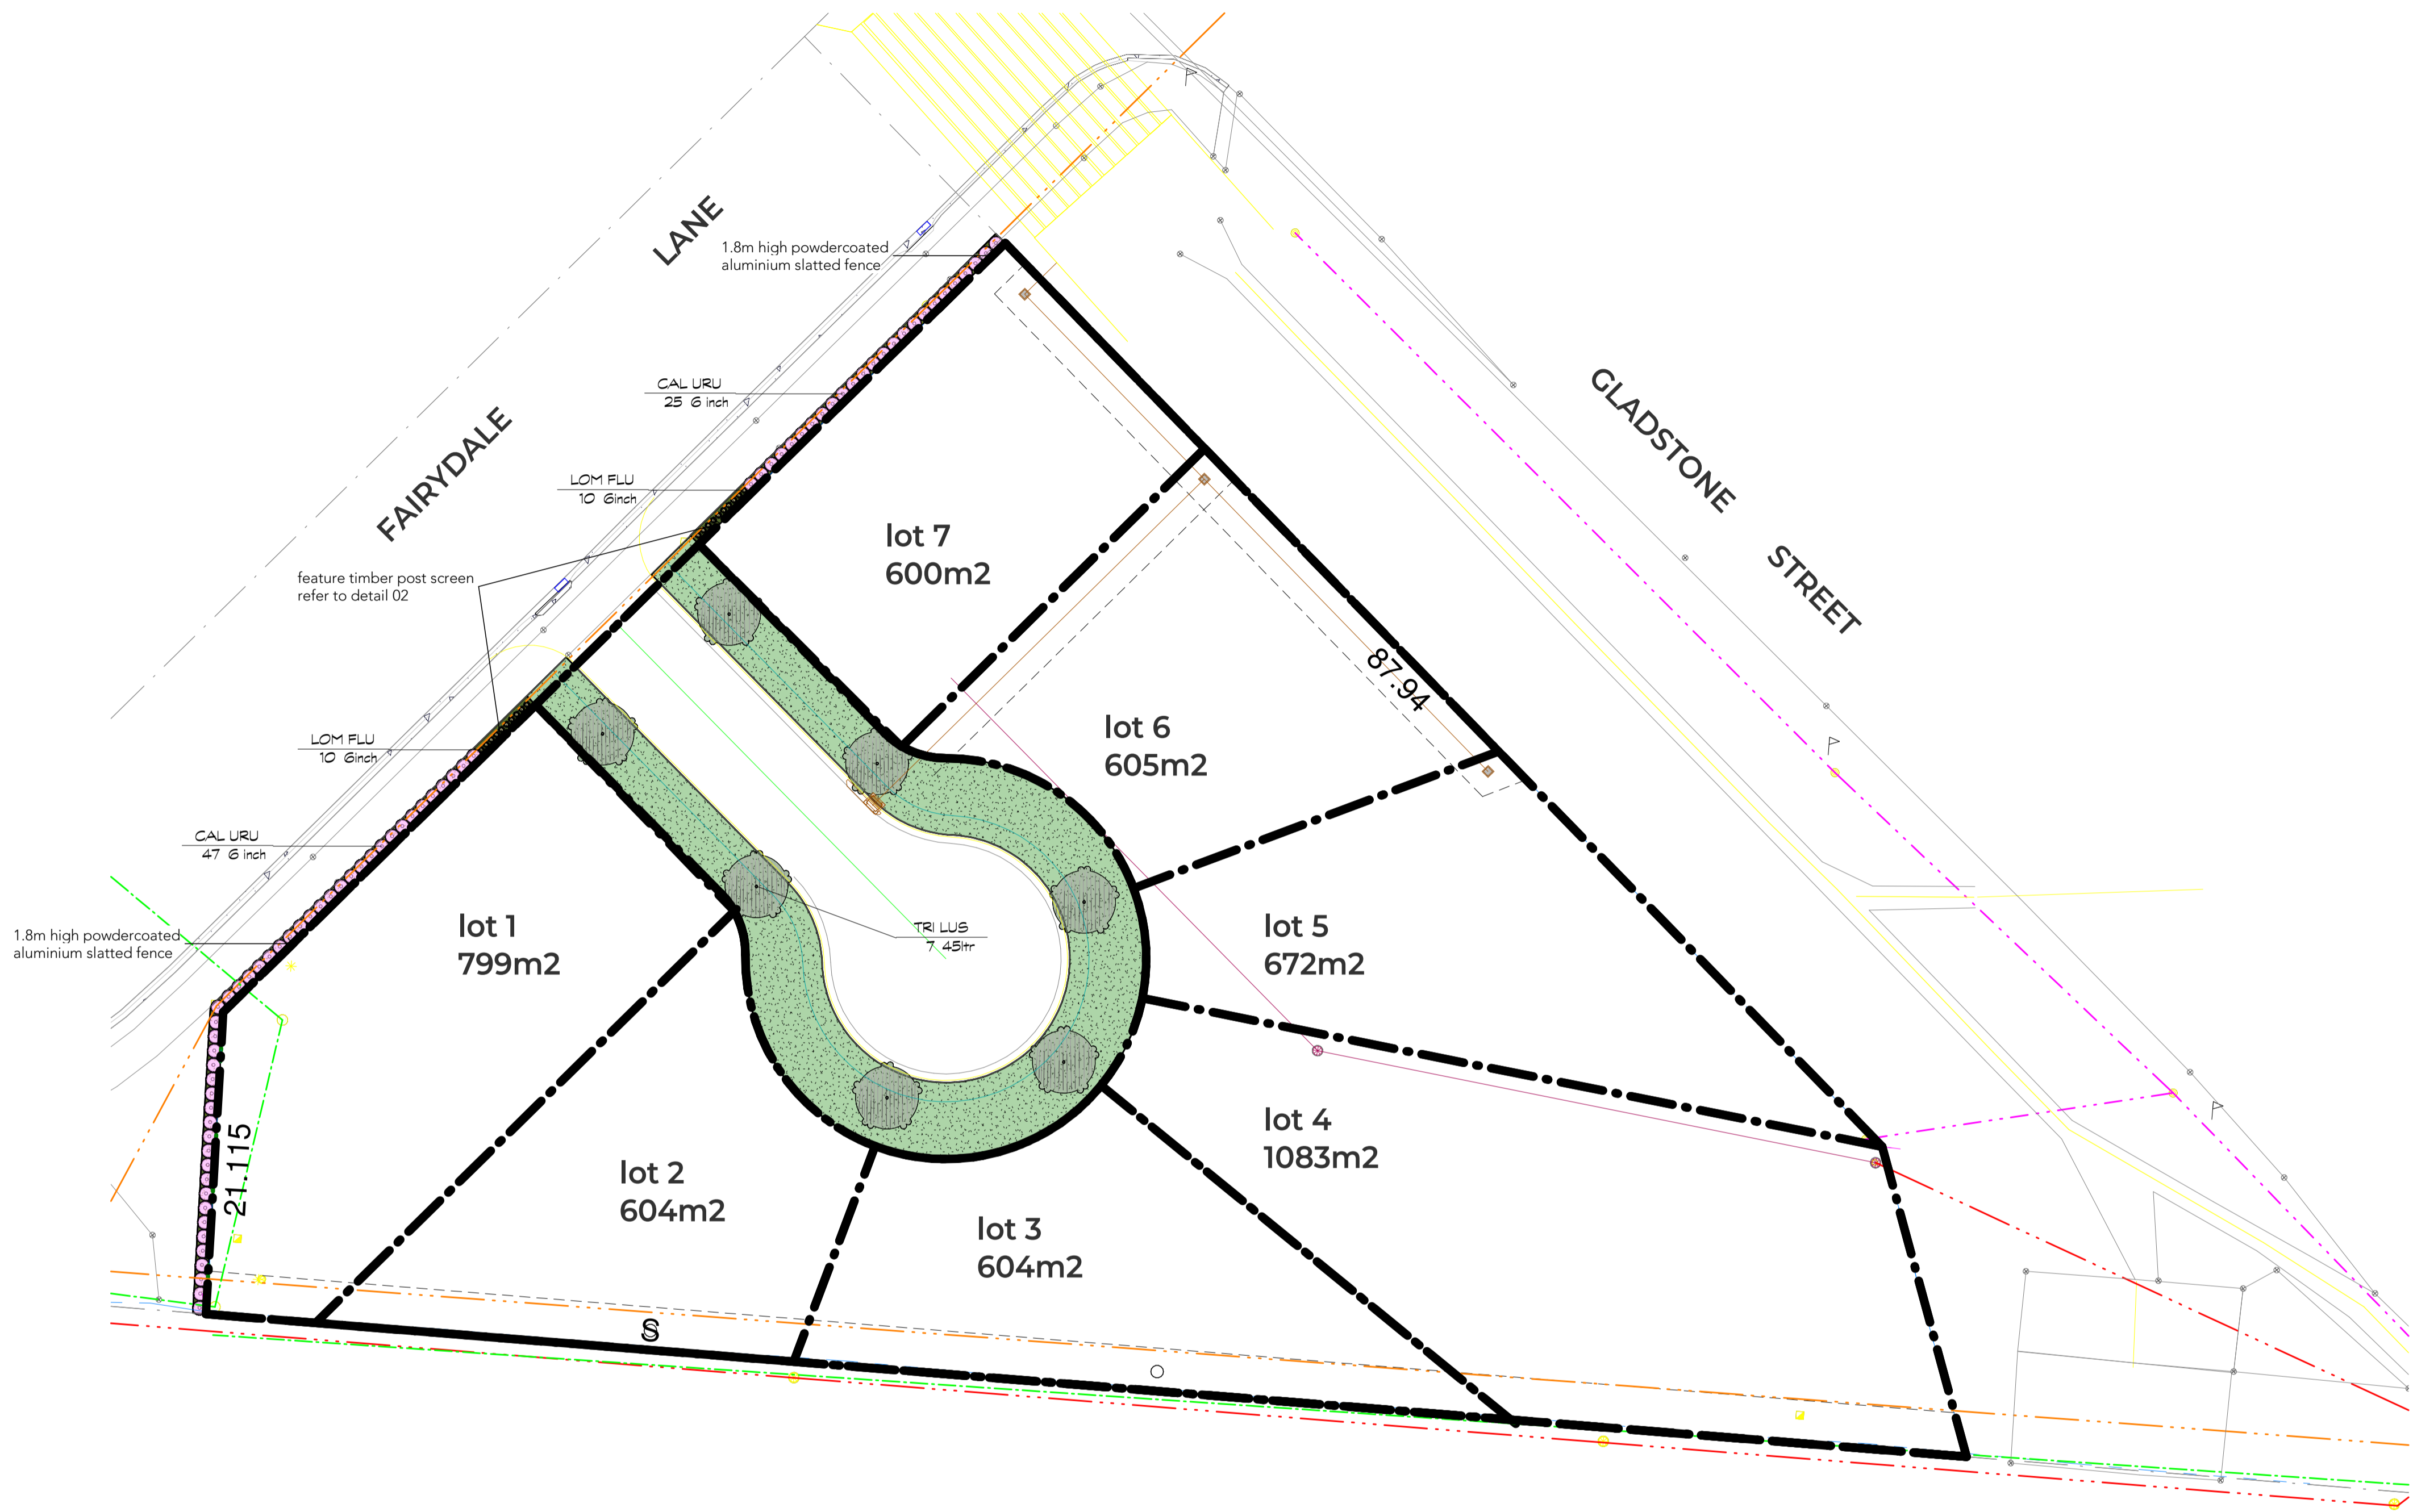 LANE
1.8m high powdercoated
aluminium slatted fence
FAIRYDALE
CAL URU
25 6 inch
GLADSTONE
STREET
LOM FLU
10 6inch
lot 7
600m2
feature timber post screen
refer to detail 02
87.94
lot 6
605m2
LOM FLU
10 6inch
CAL URU
47 6 inch
lot 1
799m2
TRI LUS
7 45ltr
lot 5
672m2
1.8m high powdercoated
aluminium slatted fence
21.115
lot 4
1083m2
lot 2
604m2
lot 3
604m2
S